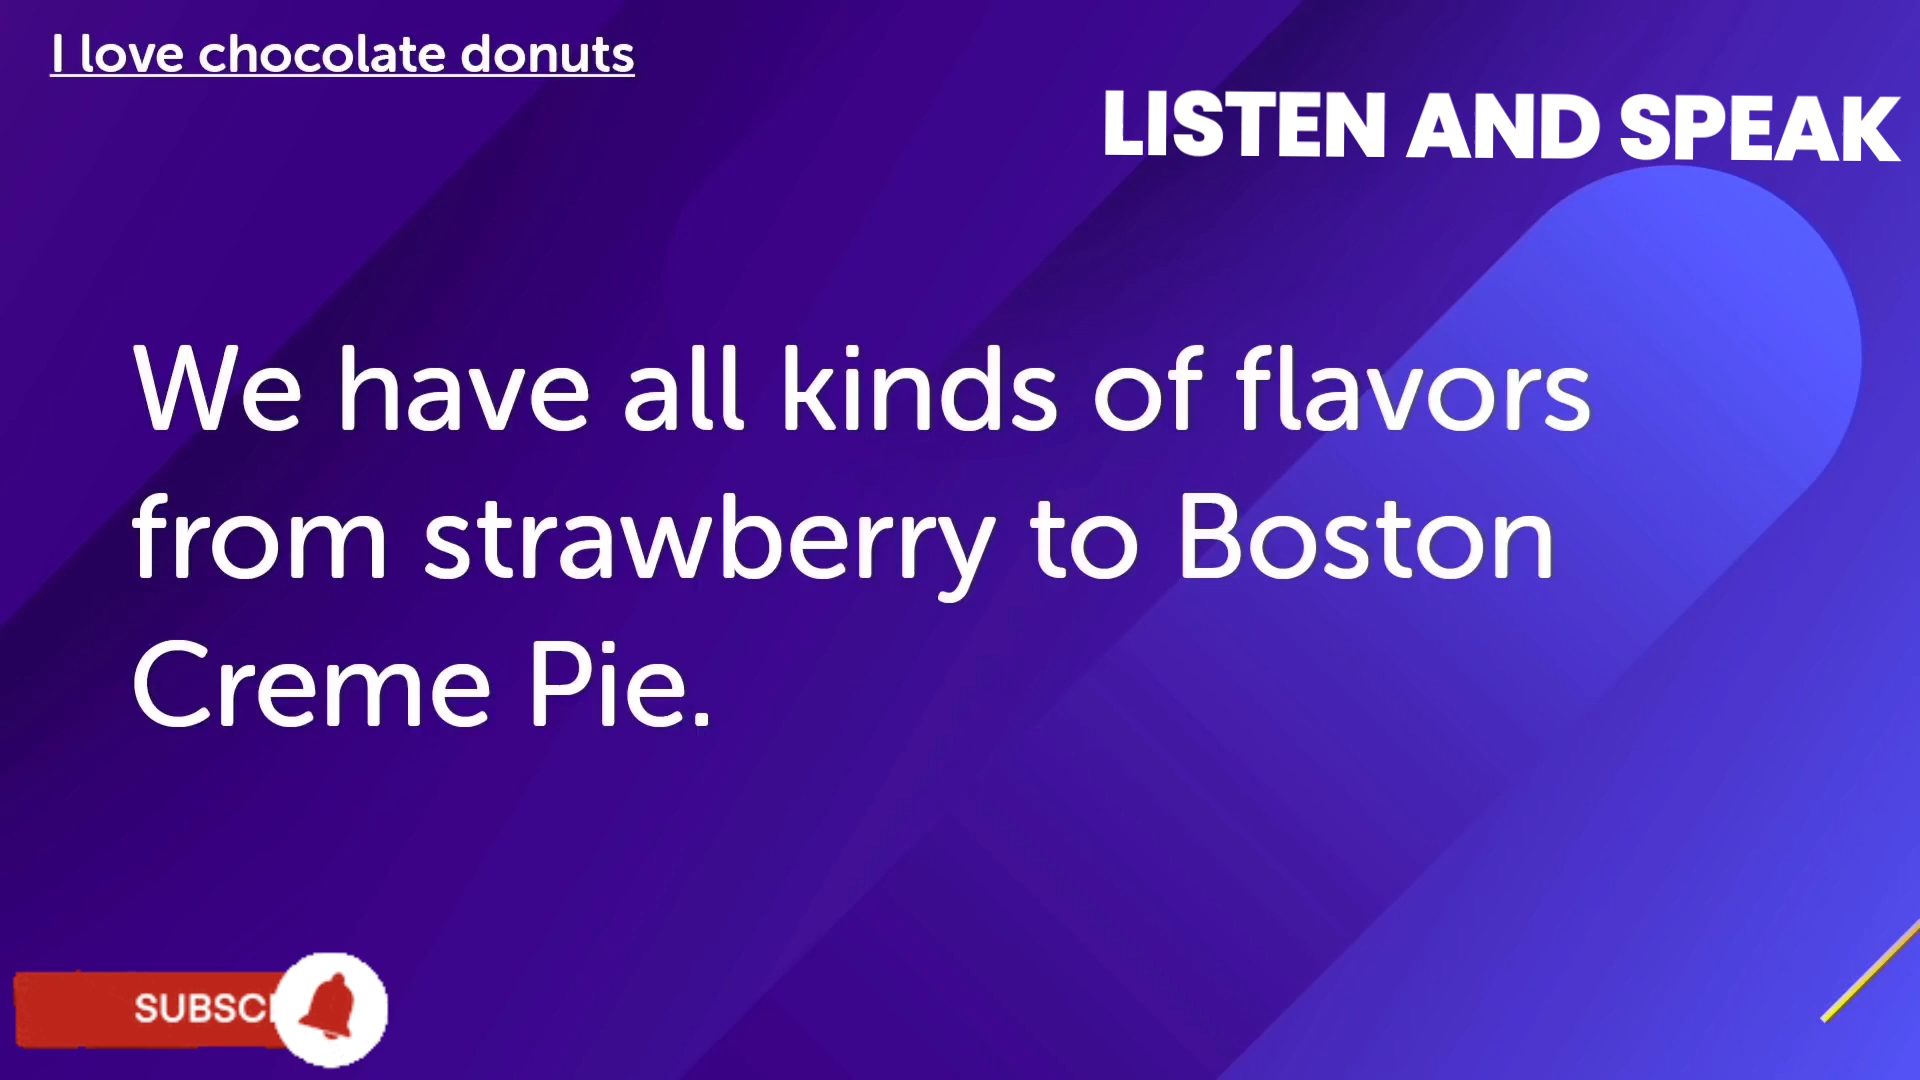 I love chocolate donuts
LISTEN AND SPEAK
We have all kinds of flavors
from strawberry to Boston
Creme Pie.
SUBSC